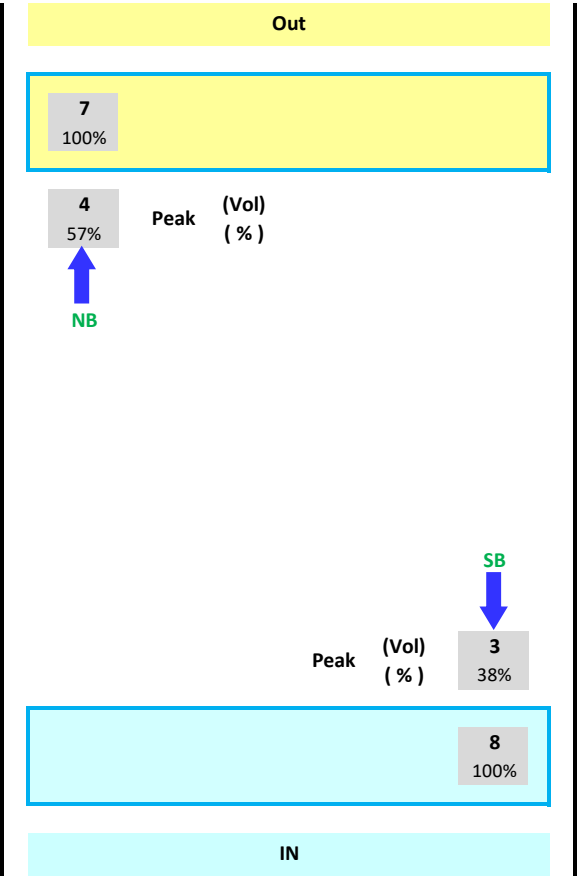 Out
7
100%
4
57%
Peak
(Vol)
( % )
NB
SB
Peak
(Vol)
( % )
3
38%
8
100%
IN